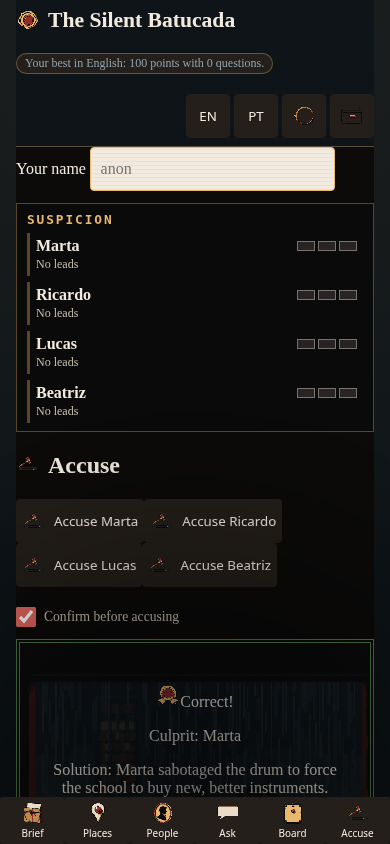 The Silent Batucada
Your best in English: 100 points with 0 questions.
EN PT
Your name anon
SUSPICION
Marta
No leads
Ricardo
No leads
Lucas
No leads
Beatriz
No leads
Accuse
Accuse Marta Accuse Ricardo
Accuse Lucas Accuse Beatriz
Confirm before accusing
Correct!
Culprit: Marta
Solution: Marta sabotaged the drum to force
the school to buy new, better instruments.
Brief Places People Ask Board Accuse